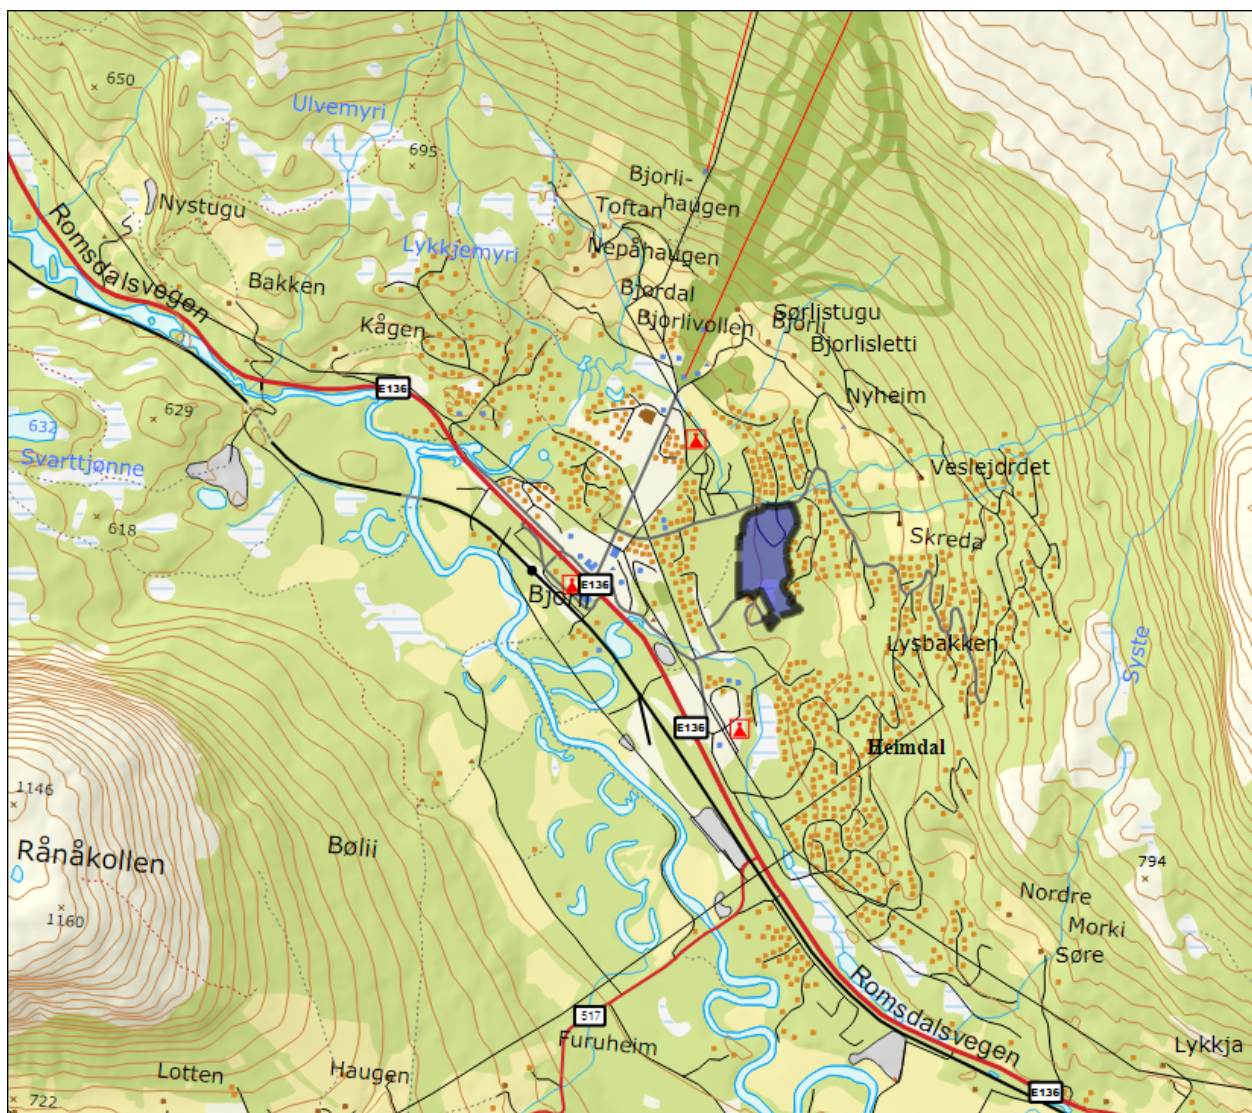 650
Ulvemyri
695
Bjorli-
haugen
Toftan
Nystugu
Romsdalsvegen
Lykkjemyri
Nepåhaugen
Bakken
Bjordal
Sørlistugu
Kågen
Bjorlivollen
Bjorli
Bjorlisletti
E136
Nyheim
629
632
Svarttjønne
Veslejordet
618
Skreda
E136
Bjorli
Lysbakken
Syste
E136
Heimdal
1146
Rånåkollen
Bølii
794
1160
Nordre
Morki
Søre
Romsdalsvegen
517
Furuheim
Lykkja
Lotten
Haugen
E136
722